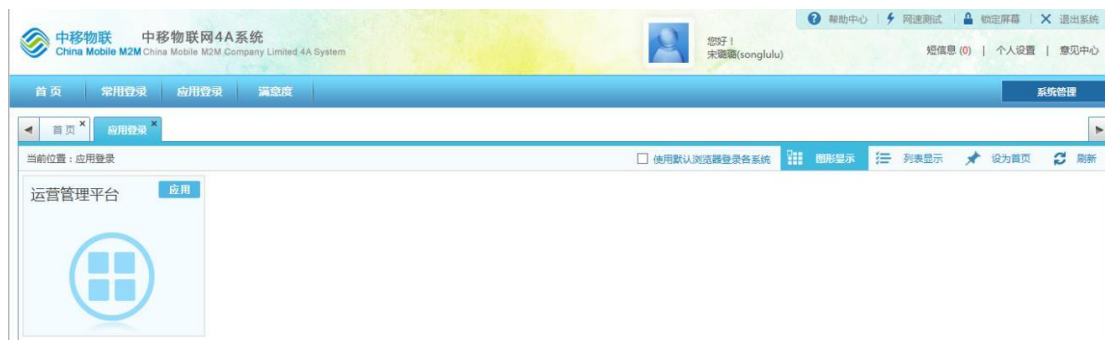 帮助中心 网速测试 锁定屏幕 退出系统
中移物联 中移物联网4A系统
China Mobile M2M China Mobile M2M Company Limited 4A System
您好！
宋璐璐(songlulu)
短信息 (0) | 个人设置 | 意见中心
首页 常用登录 应用登录 满意度 系统管理
首页 应用登录
当前位置：应用登录 使用默认浏览器登录各系统 图形显示 列表显示 设为首页 刷新
运营管理平台 应用